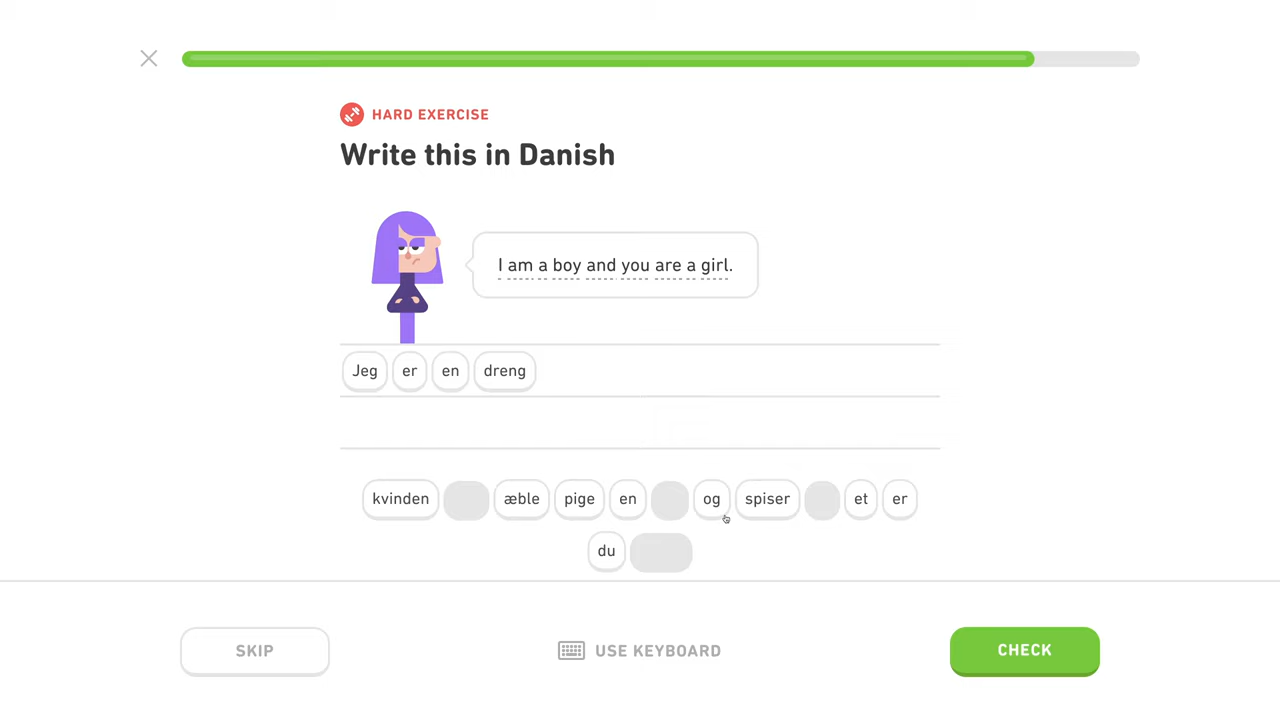 HARD EXERCISE
Write this in Danish
I am a boy and you are a girl.
Jeg er en dreng
kvinden æble pige en og spiser et er
du
SKIP USE KEYBOARD CHECK